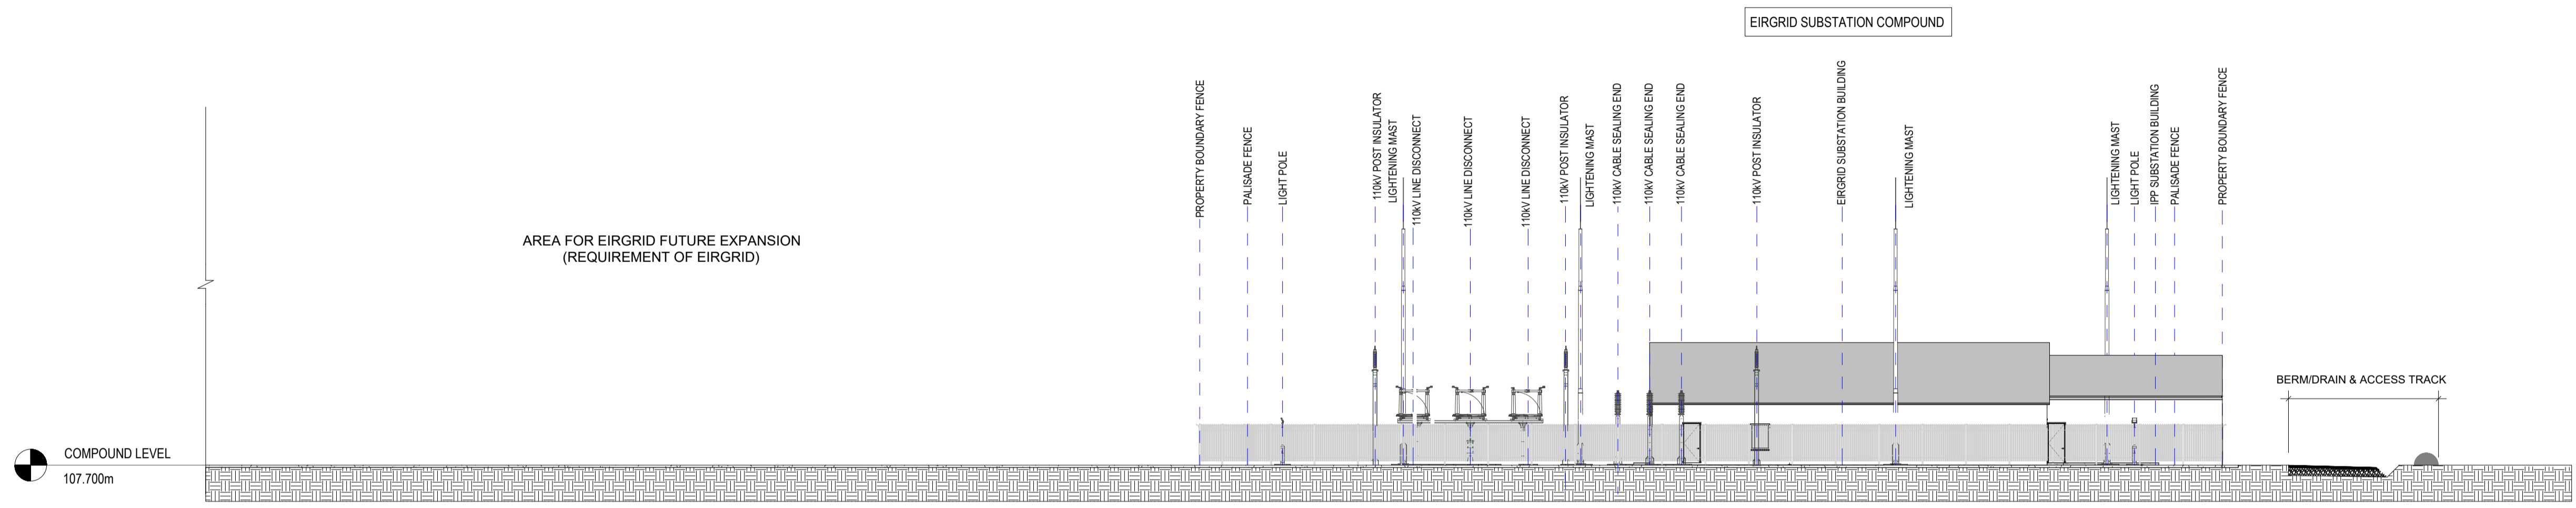 EIRGRID SUBSTATION COMPOUND
PROPERTY BOUNDARY FENCE
PALISADE FENCE
LIGHT POLE
110kV POST INSULATOR
LIGHTENING MAST
110kV LINE DISCONNECT
110kV LINE DISCONNECT
110kV LINE DISCONNECT
110kV POST INSULATOR
LIGHTENING MAST
110kV CABLE SEALING END
110kV CABLE SEALING END
110kV CABLE SEALING END
110kV POST INSULATOR
EIRGRID SUBSTATION BUILDING
LIGHTENING MAST
LIGHTENING MAST
LIGHT POLE
IPP SUBSTATION BUILDING
PALISADE FENCE
PROPERTY BOUNDARY FENCE
AREA FOR EIRGRID FUTURE EXPANSION
(REQUIREMENT OF EIRGRID)
BERM/DRAIN & ACCESS TRACK
COMPOUND LEVEL
107.700m